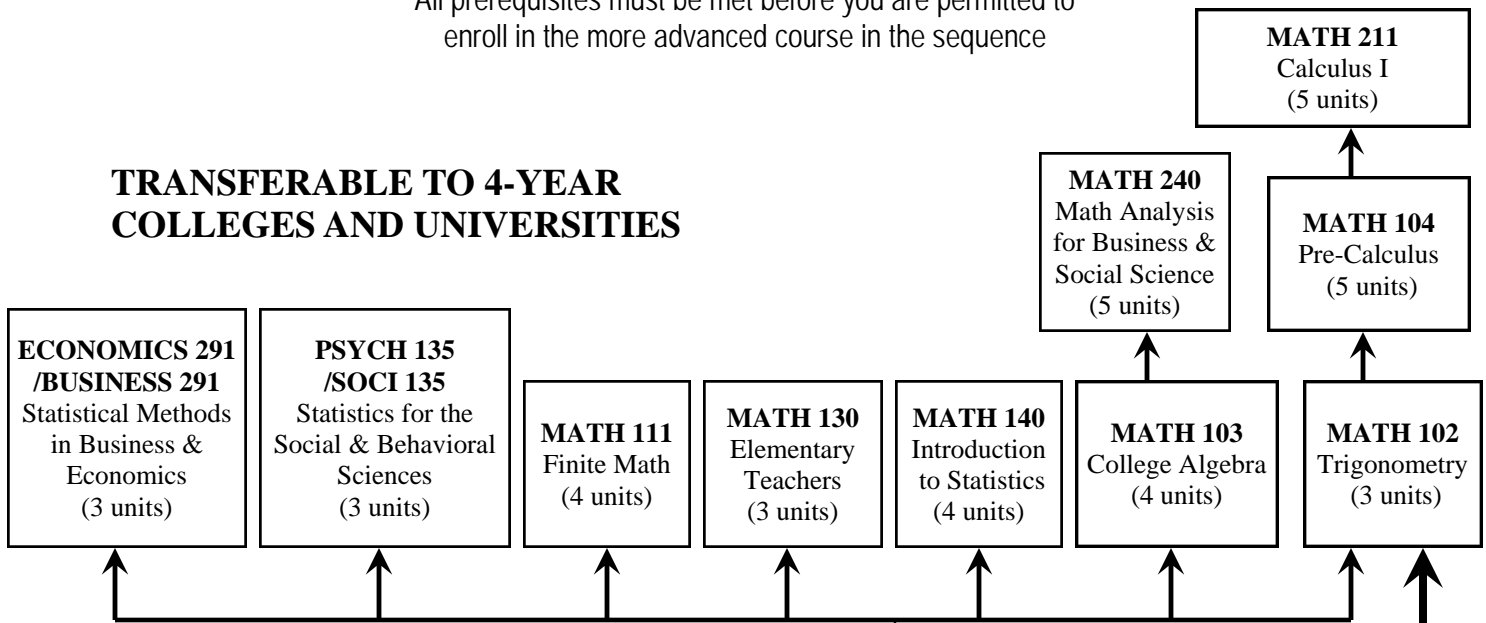 All prerequisites must be met before you are permitted to
enroll in the more advanced course in the sequence
MATH 211
Calculus I
(5 units)
TRANSFERABLE TO 4-YEAR
COLLEGES AND UNIVERSITIES
MATH 240
Math Analysis
for Business &
Social Science
(5 units)
MATH 104
Pre-Calculus
(5 units)
ECONOMICS 291
/BUSINESS 291
Statistical Methods
in Business &
Economics
(3 units)
PSYCH 135
/SOCI 135
Statistics for the
Social & Behavioral
Sciences
(3 units)
MATH 111
Finite Math
(4 units)
MATH 130
Elementary
Teachers
(3 units)
MATH 140
Introduction
to Statistics
(4 units)
MATH 103
College Algebra
(4 units)
MATH 102
Trigonometry
(3 units)